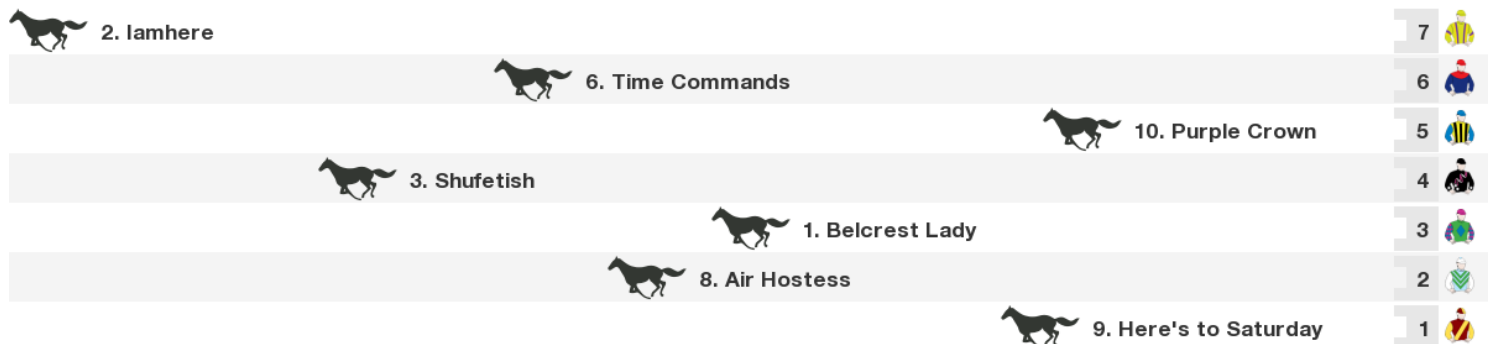 2. Iamhere 7
6. Time Commands 6
10. Purple Crown 5
3. Shufetish 4
1. Belcrest Lady 3
8. Air Hostess 2
9. Here's to Saturday 1